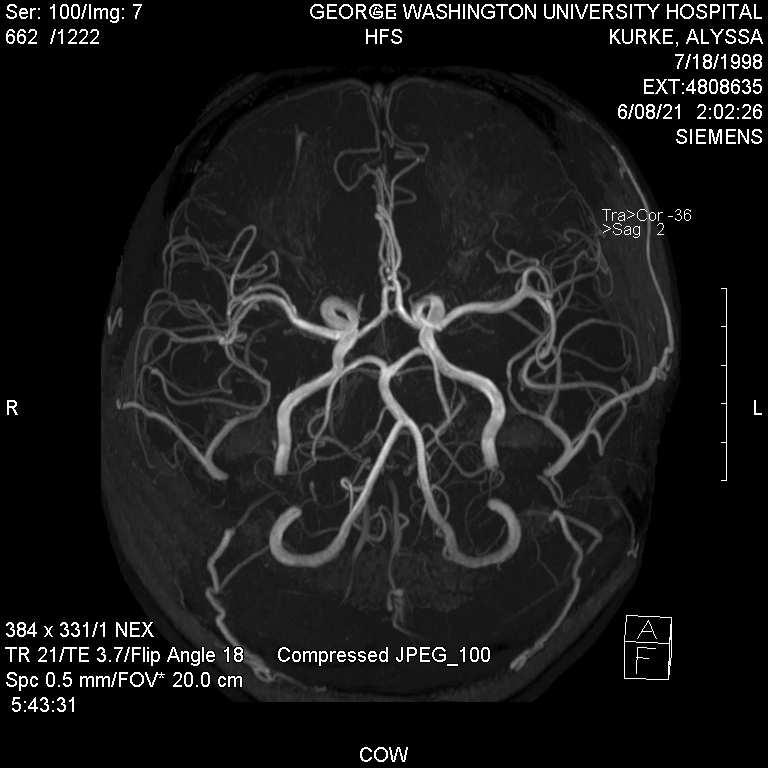 Ser: 100/Img: 7
662 /1222
GEORGE WASHINGTON UNIVERSITY HOSPITAL
HFS
KURKE, ALYSSA
7/18/1998
EXT:4808635
6/08/21 2:02:26
SIEMENS
Tra>Cor -36
>Sag 2
R
L
384 x 331/1 NEX
TR 21/TE 3.7/Flip Angle 18
Compressed JPEG_100
Spc 0.5 mm/FOV* 20.0 cm
5:43:31
A
F
COW